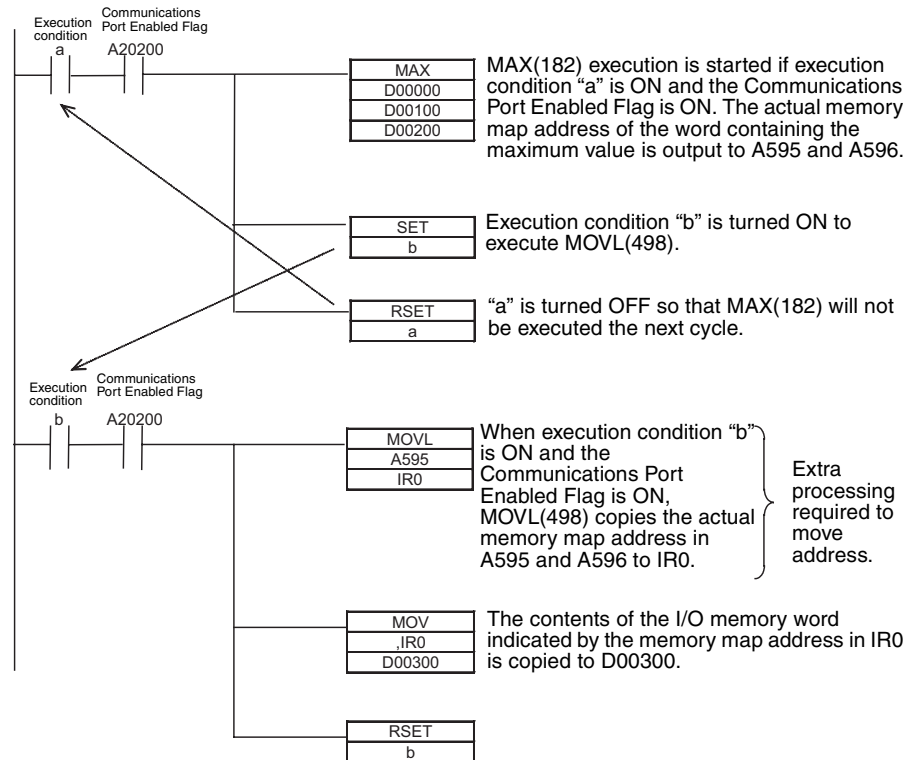 Execution condition a
Communications Port Enabled Flag
A20200
MAX
D00000
D00100
D00200
MAX(182) execution is started if execution
condition “a” is ON and the Communications
Port Enabled Flag is ON. The actual memory
map address of the word containing the
maximum value is output to A595 and A596.
SET
b
Execution condition “b” is turned ON to
execute MOVL(498).
RSET
a
“a” is turned OFF so that MAX(182) will not
be executed the next cycle.
Execution condition b
Communications Port Enabled Flag
A20200
MOVL
A595
IR0
When execution condition “b”
is ON and the
Communications Port
Enabled Flag is ON,
MOVL(498) copies the actual
memory map address in
A595 and A596 to IR0.
Extra
processing
required to
move
address.
MOV
,IR0
D00300
The contents of the I/O memory word
indicated by the memory map address in IR0
is copied to D00300.
RSET
b